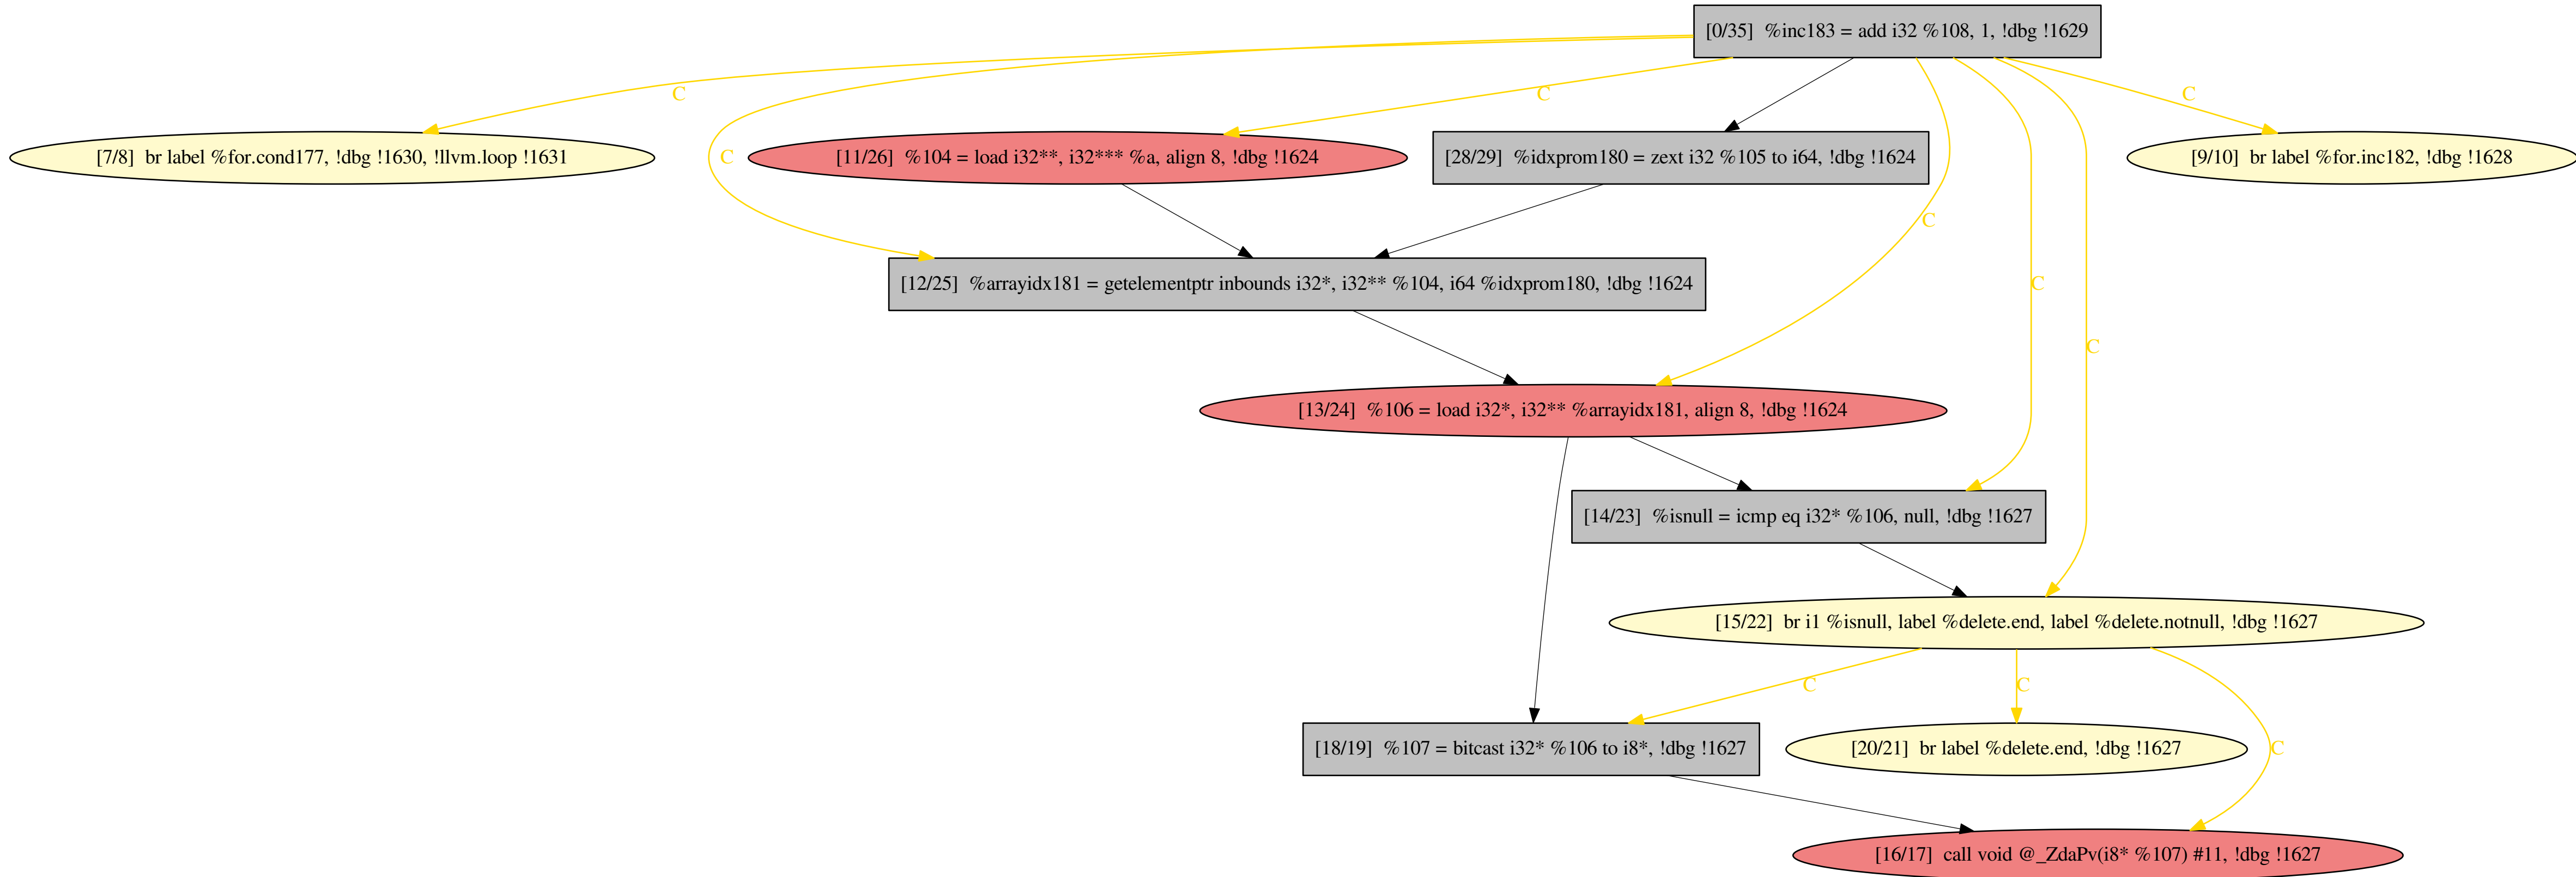 [0/35] %inc183 = add i32 %108, 1, !dbg !1629
C
C
C
[7/8] br label %for.cond177, !dbg !1630, !llvm.loop !1631
C
[11/26] %104 = load i32**, i32*** %a, align 8, !dbg !1624
[28/29] %idxprom180 = zext i32 %105 to i64, !dbg !1624
[9/10] br label %for.inc182, !dbg !1628
C
[12/25] %arrayidx181 = getelementptr inbounds i32*, i32** %104, i64 %idxprom180, !dbg !1624
C
C
[13/24] %106 = load i32*, i32** %arrayidx181, align 8, !dbg !1624
[14/23] %isnull = icmp eq i32* %106, null, !dbg !1627
[15/22] br i1 %isnull, label %delete.end, label %delete.notnull, !dbg !1627
C
C
[18/19] %107 = bitcast i32* %106 to i8*, !dbg !1627
[20/21] br label %delete.end, !dbg !1627
C
[16/17] call void @_ZdaPv(i8* %107) #11, !dbg !1627